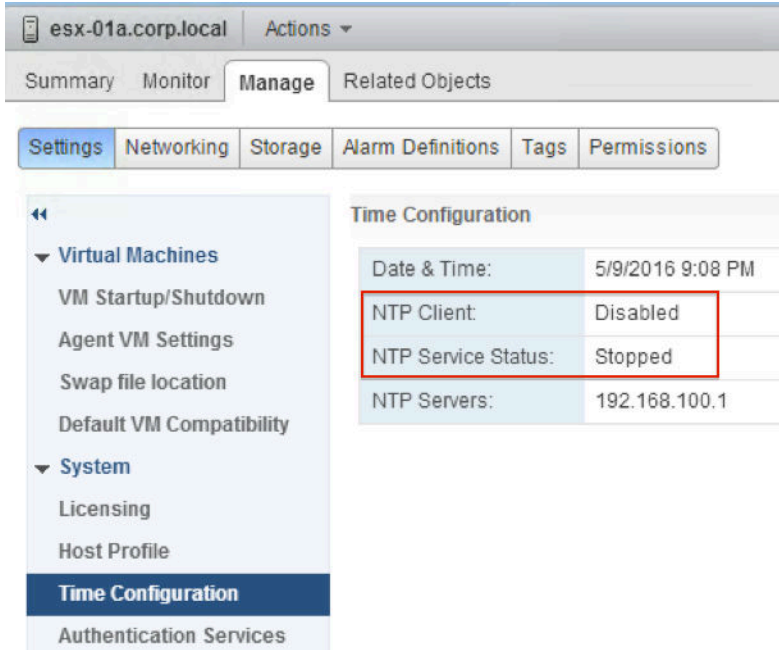 esx-01a.corp.local Actions
Summary Monitor Manage Related Objects
Settings Networking Storage Alarm Definitions Tags Permissions
Time Configuration
Virtual Machines
Date & Time: 5/9/2016 9:08 PM
VM Startup/Shutdown
NTP Client: Disabled
Agent VM Settings
NTP Service Status: Stopped
Swap file location
NTP Servers: 192.168.100.1
Default VM Compatibility
System
Licensing
Host Profile
Time Configuration
Authentication Services